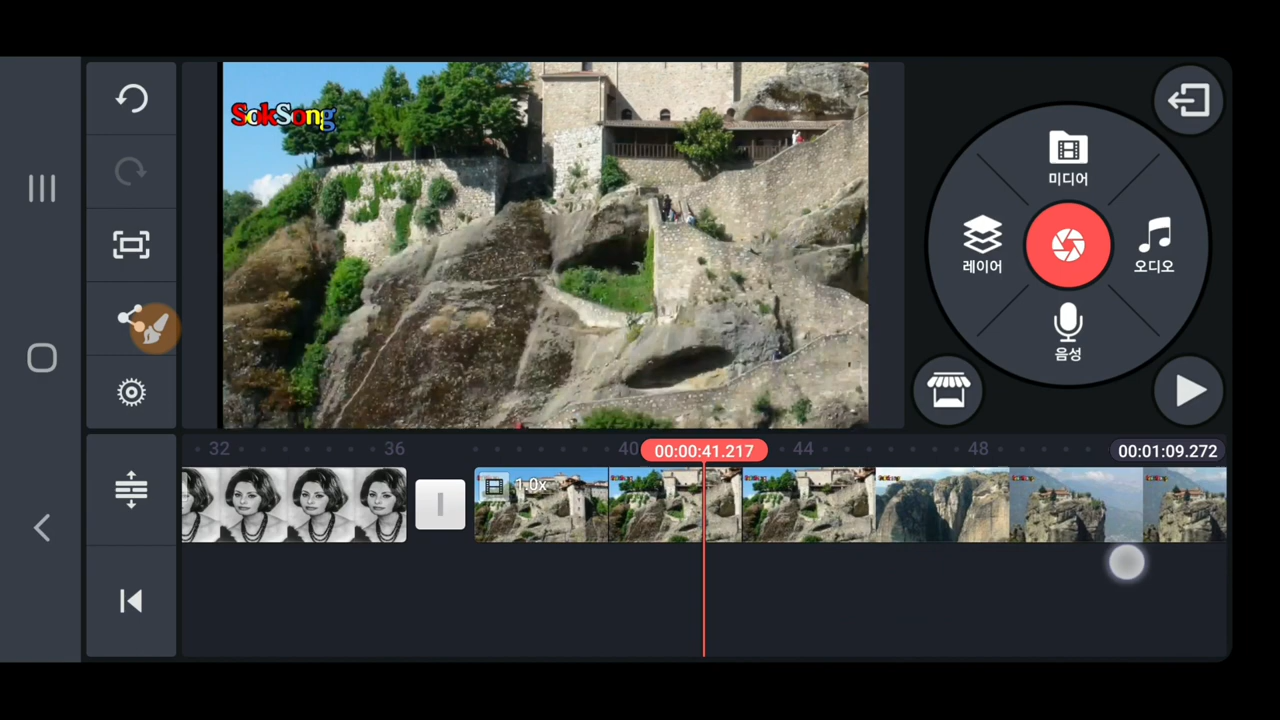 SokSong
미디어
레이어
오디오
음성
32
36
40
00:00:41.217
44
48
00:01:09.272
1.0x